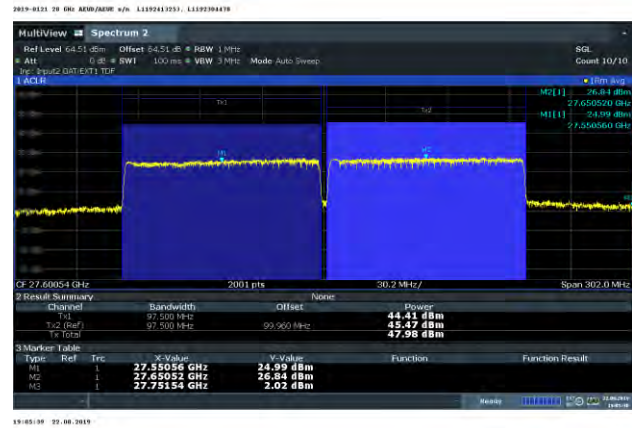 2019-0121 28 GHz AEUD/AEUE s/n L1192413253, L1192304478
MultiView Spectrum 2
Ref Level 64.51 dBm Offset 64.51 dB RBW 1 MHz SGL
Att 0 dB SWT 100 ms VBW 3 MHz Mode Auto Sweep Count 10/10
1 ACLR 1Rm Avg
M2[1] 26.84 dBm
27.650520 GHz
M1[1] 24.99 dBm
27.550560 GHz
Tx1 Tx2
M1 M2
CF 27.60054 GHz 2001 pts 30.2 MHz/ Span 302.0 MHz
2 Result Summary None
Channel Bandwidth Offset Power
Tx1 97.500 MHz 44.41 dBm
Tx2 (Ref) 97.500 MHz 99.960 MHz 45.47 dBm
Tx Total 47.98 dBm
3 Marker Table
Type Ref Trc X-Value Y-Value Function Function Result
M1 1 27.55056 GHz 24.99 dBm
M2 1 27.65052 GHz 26.84 dBm
M3 1 27.75154 GHz 2.02 dBm
Ready
19:05:30 22.08.2019